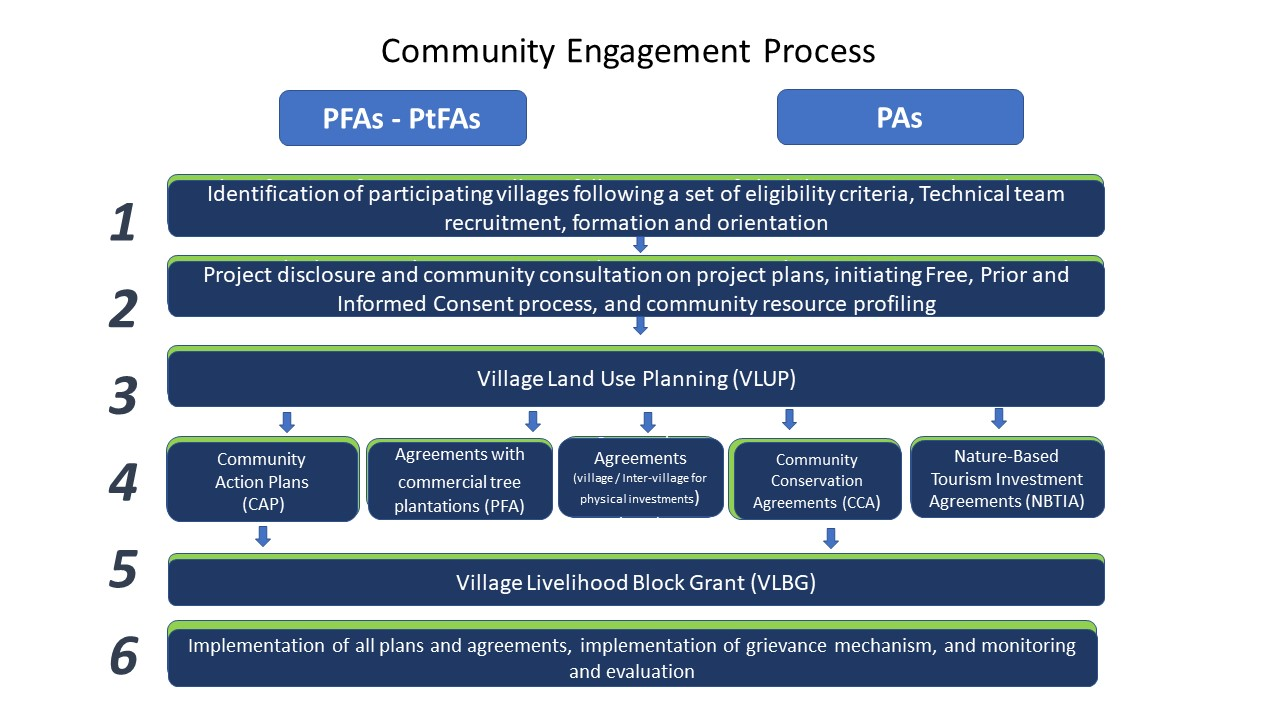 Community Engagement Process
PFAs - PtFAs
PAs
1
Identification of participating villages following a set of eligibility criteria, Technical team
recruitment, formation and orientation
2
Project disclosure and community consultation on project plans, initiating Free, Prior and
Informed Consent process, and community resource profiling
3
Village Land Use Planning (VLUP)
4
Community
Action Plans
(CAP)
Agreements with
commercial tree
plantations (PFA)
Agreements
(village / Inter-village for
physical investments)
Community
Conservation
Agreements (CCA)
Nature-Based
Tourism Investment
Agreements (NBTIA)
5
Village Livelihood Block Grant (VLBG)
6
Implementation of all plans and agreements, implementation of grievance mechanism, and monitoring
and evaluation